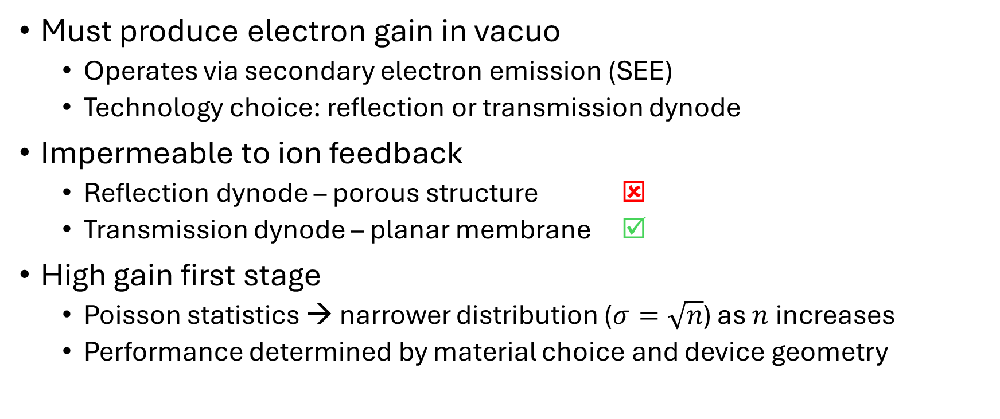 • Must produce electron gain in vacuo
• Operates via secondary electron emission (SEE)
• Technology choice: reflection or transmission dynode
• Impermeable to ion feedback
• Reflection dynode – porous structure ☒
• Transmission dynode – planar membrane ☑
• High gain first stage
• Poisson statistics → narrower distribution (σ = √n) as n increases
• Performance determined by material choice and device geometry